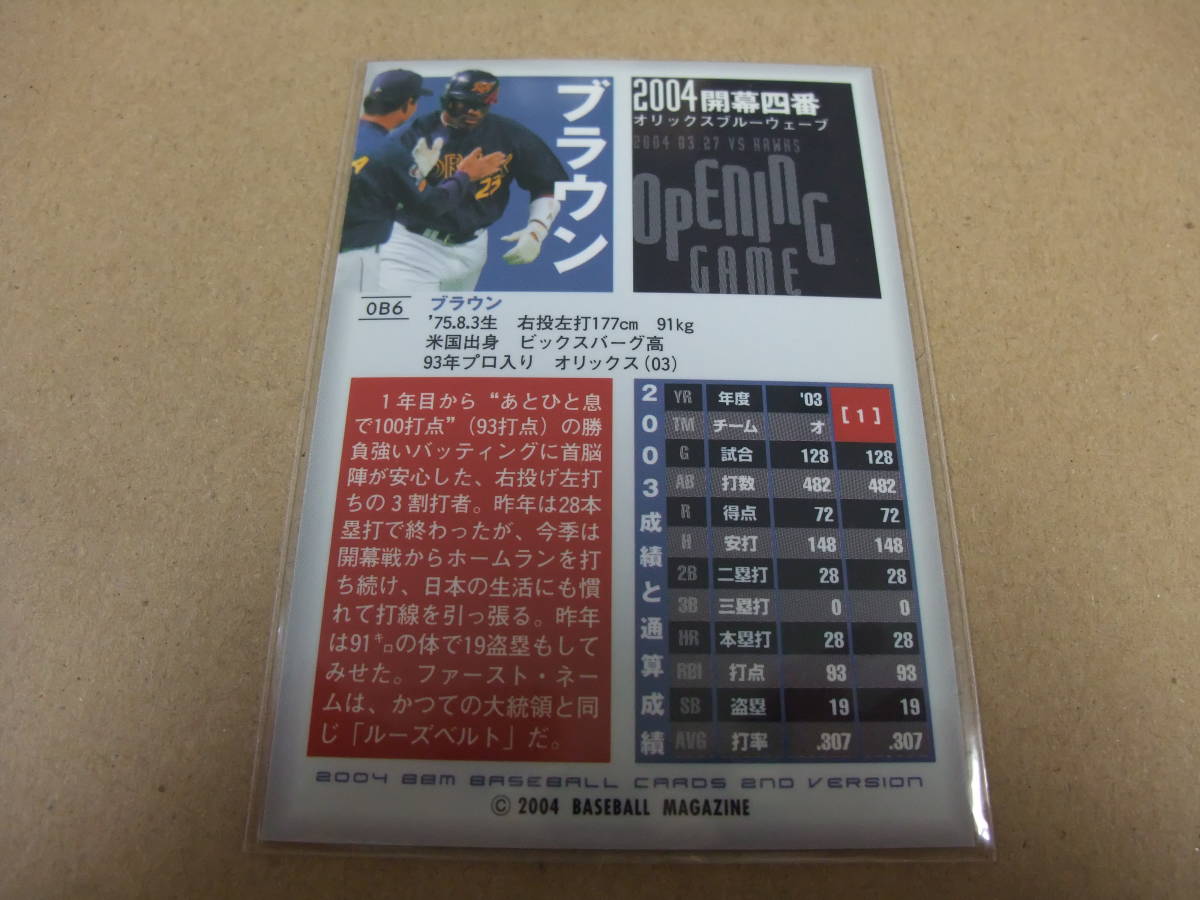 ブラウン
ORIX
23
2004 開幕四番
オリックスブルーウェーブ
2004 03 27 VS HAWKS
OPENING
GAME
OB6
ブラウン
'75.8.3生 右投左打177cm 91kg
米国出身 ビックスバーグ高
93年プロ入り オリックス(03)
1年目から“あとひと息
で100打点”(93打点)の勝
負強いバッティングに首脳
陣が安心した、右投げ左打
ちの3割打者。昨年は28本
塁打で終わったが、今季は
開幕戦からホームランを打
ち続け、日本の生活にも慣
れて打線を引っ張る。昨年
は91㌔の体で19盗塁もして
みせた。ファースト・ネー
ムは、かつての大統領と同
じ「ルーズベルト」だ。
2003成績と通算成績
YR 年度 '03 [1]
TM チーム オ
G 試合 128 128
AB 打数 482 482
R 得点 72 72
H 安打 148 148
2B 二塁打 28 28
3B 三塁打 0 0
HR 本塁打 28 28
RBI 打点 93 93
SB 盗塁 19 19
AVG 打率 .307 .307
2004 BBM BASEBALL CARDS 2ND VERSION
© 2004 BASEBALL MAGAZINE